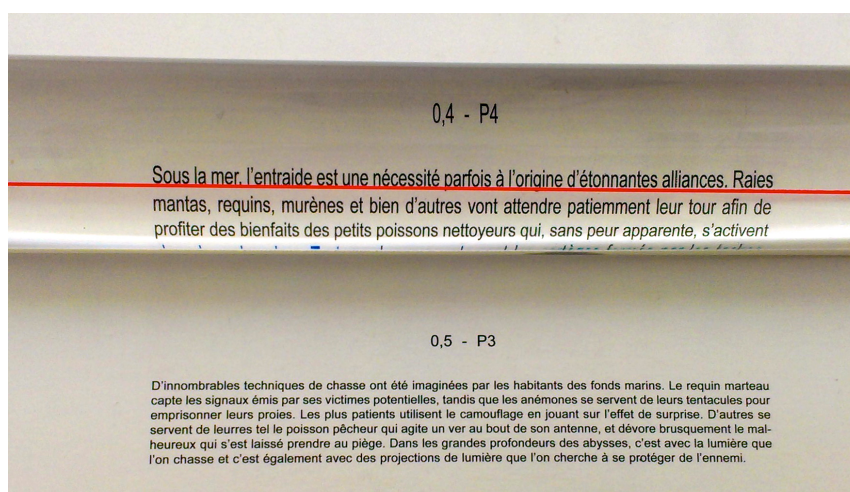 0,4 - P4
Sous la mer, l'entraide est une nécessité parfois à l'origine d'étonnantes alliances. Raies
mantas, requins, murènes et bien d'autres vont attendre patiemment leur tour afin de
profiter des bienfaits des petits poissons nettoyeurs qui, sans peur apparente, s'activent
0,5 - P3
D'innombrables techniques de chasse ont été imaginées par les habitants des fonds marins. Le requin marteau
capte les signaux émis par ses victimes potentielles, tandis que les anémones se servent de leurs tentacules pour
emprisonner leurs proies. Les plus patients utilisent le camouflage en jouant sur l'effet de surprise. D'autres se
servent de leurres tel le poisson pêcheur qui agite un ver au bout de son antenne, et dévore brusquement le mal-
heureux qui s'est laissé prendre au piège. Dans les grandes profondeurs des abysses, c'est avec la lumière que
l'on chasse et c'est également avec des projections de lumière que l'on cherche à se protéger de l'ennemi.